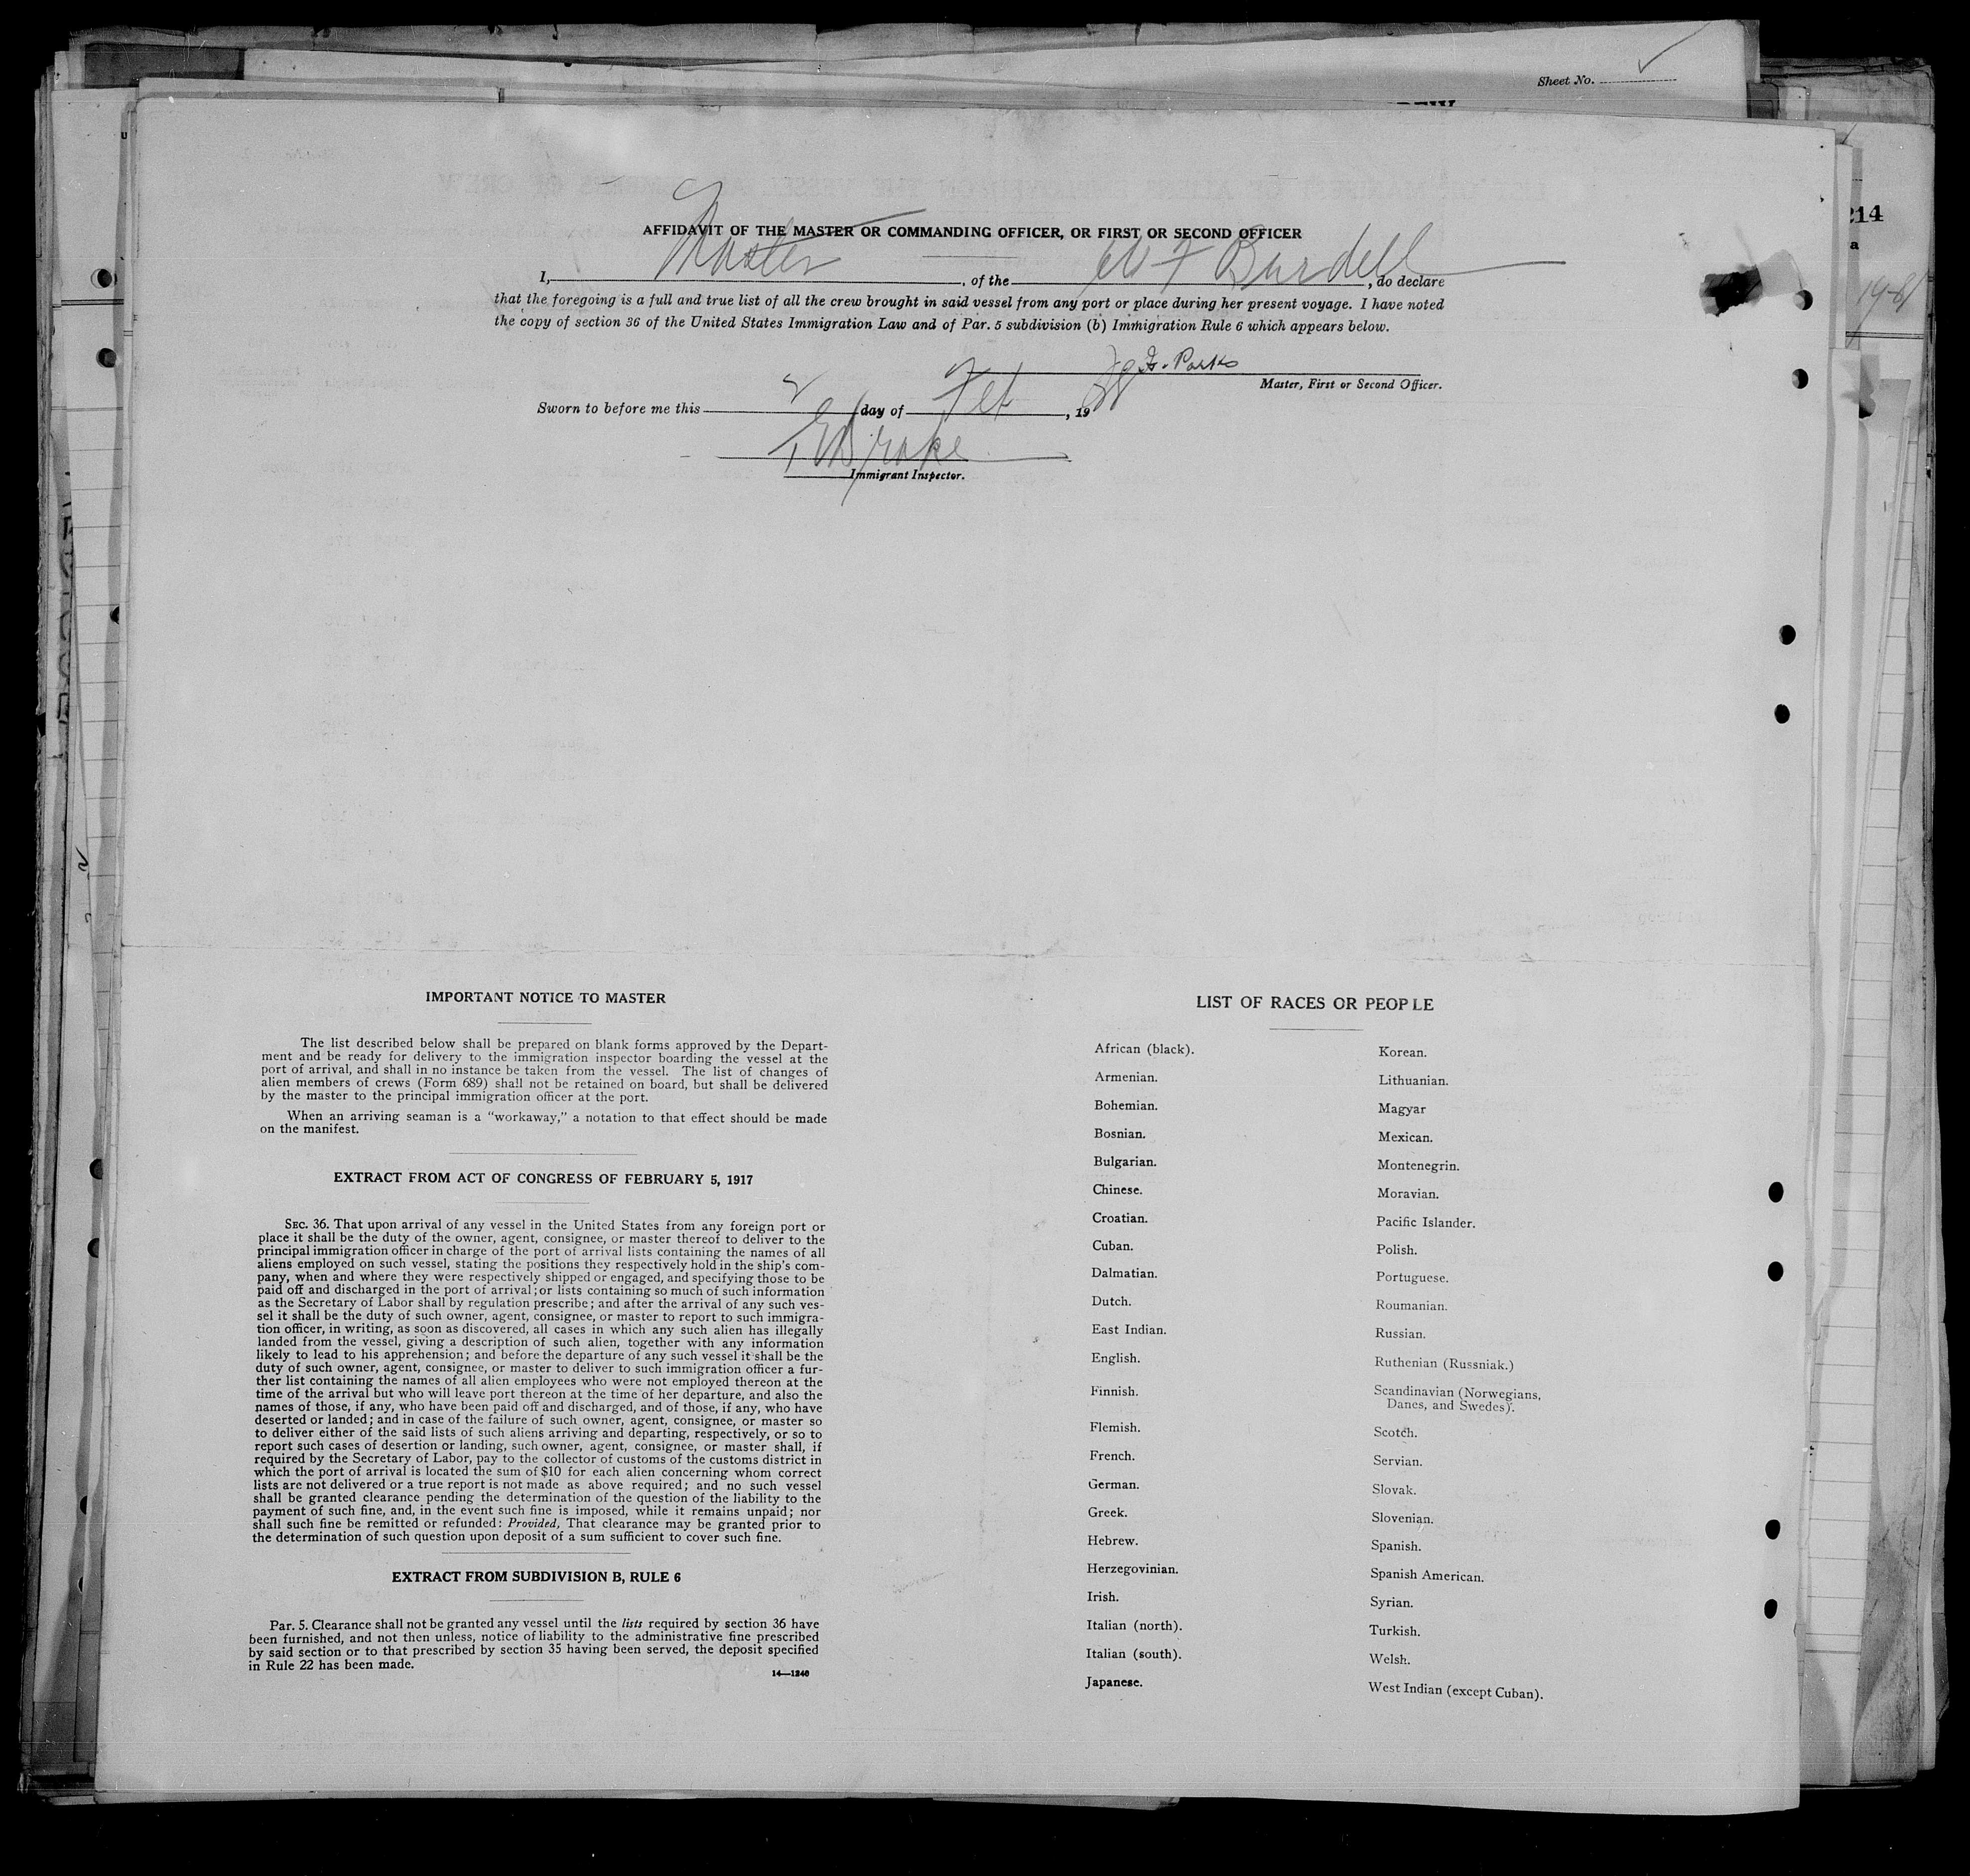 Sheet No.
214
a
AFFIDAVIT OF THE MASTER OR COMMANDING OFFICER, OR FIRST OR SECOND OFFICER
I, Master, of the W F Burdell, do declare
that the foregoing is a full and true list of all the crew brought in said vessel from any port or place during her present voyage. I have noted
the copy of section 36 of the United States Immigration Law and of Par. 5 subdivision (b) Immigration Rule 6 which appears below.
Parks
Master, First or Second Officer.
Sworn to before me this 2 day of Feb, 1928
Drake
Immigrant Inspector.
IMPORTANT NOTICE TO MASTER
The list described below shall be prepared on blank forms approved by the Depart-
ment and be ready for delivery to the immigration inspector boarding the vessel at the
port of arrival, and shall in no instance be taken from the vessel. The list of changes of
alien members of crews (Form 689) shall not be retained on board, but shall be delivered
by the master to the principal immigration officer at the port.
When an arriving seaman is a "workaway," a notation to that effect should be made
on the manifest.
EXTRACT FROM ACT OF CONGRESS OF FEBRUARY 5, 1917
SEC. 36. That upon arrival of any vessel in the United States from any foreign port or
place it shall be the duty of the owner, agent, consignee, or master thereof to deliver to the
principal immigration officer in charge of the port of arrival lists containing the names of all
aliens employed on such vessel, stating the positions they respectively hold in the ship's com-
pany, when and where they were respectively shipped or engaged, and specifying those to be
paid off and discharged in the port of arrival; or lists containing so much of such information
as the Secretary of Labor shall by regulation prescribe; and after the arrival of any such ves-
sel it shall be the duty of such owner, agent, consignee, or master to report to such immigra-
tion officer, in writing, as soon as discovered, all cases in which any such alien has illegally
landed from the vessel, giving a description of such alien, together with any information
likely to lead to his apprehension; and before the departure of any such vessel it shall be the
duty of such owner, agent, consignee, or master to deliver to such immigration officer a fur-
ther list containing the names of all alien employees who were not employed thereon at the
time of the arrival but who will leave port thereon at the time of her departure, and also the
names of those, if any, who have been paid off and discharged, and of those, if any, who have
deserted or landed; and in case of the failure of such owner, agent, consignee, or master so
to deliver either of the said lists of such aliens arriving and departing, respectively, or so to
report such cases of desertion or landing, such owner, agent, consignee, or master shall, if
required by the Secretary of Labor, pay to the collector of customs of the customs district in
which the port of arrival is located the sum of $10 for each alien concerning whom correct
lists are not delivered or a true report is not made as above required; and no such vessel
shall be granted clearance pending the determination of the question of the liability to the
payment of such fine, and, in the event such fine is imposed, while it remains unpaid; nor
shall such fine be remitted or refunded: Provided, That clearance may be granted prior to
the determination of such question upon deposit of a sum sufficient to cover such fine.
EXTRACT FROM SUBDIVISION B, RULE 6
Par. 5. Clearance shall not be granted any vessel until the lists required by section 36 have
been furnished, and not then unless, notice of liability to the administrative fine prescribed
by said section or to that prescribed by section 35 having been served, the deposit specified
in Rule 22 has been made.
14—1240
LIST OF RACES OR PEOPLE
African (black).
Armenian.
Bohemian.
Bosnian.
Bulgarian.
Chinese.
Croatian.
Cuban.
Dalmatian.
Dutch.
East Indian.
English.
Finnish.
Flemish.
French.
German.
Greek.
Hebrew.
Herzegovinian.
Irish.
Italian (north).
Italian (south).
Japanese.
Korean.
Lithuanian.
Magyar
Mexican.
Montenegrin.
Moravian.
Pacific Islander.
Polish.
Portuguese.
Roumanian.
Russian.
Ruthenian (Russniak.)
Scandinavian (Norwegians,
Danes, and Swedes).
Scotch.
Servian.
Slovak.
Slovenian.
Spanish.
Spanish American.
Syrian.
Turkish.
Welsh.
West Indian (except Cuban).